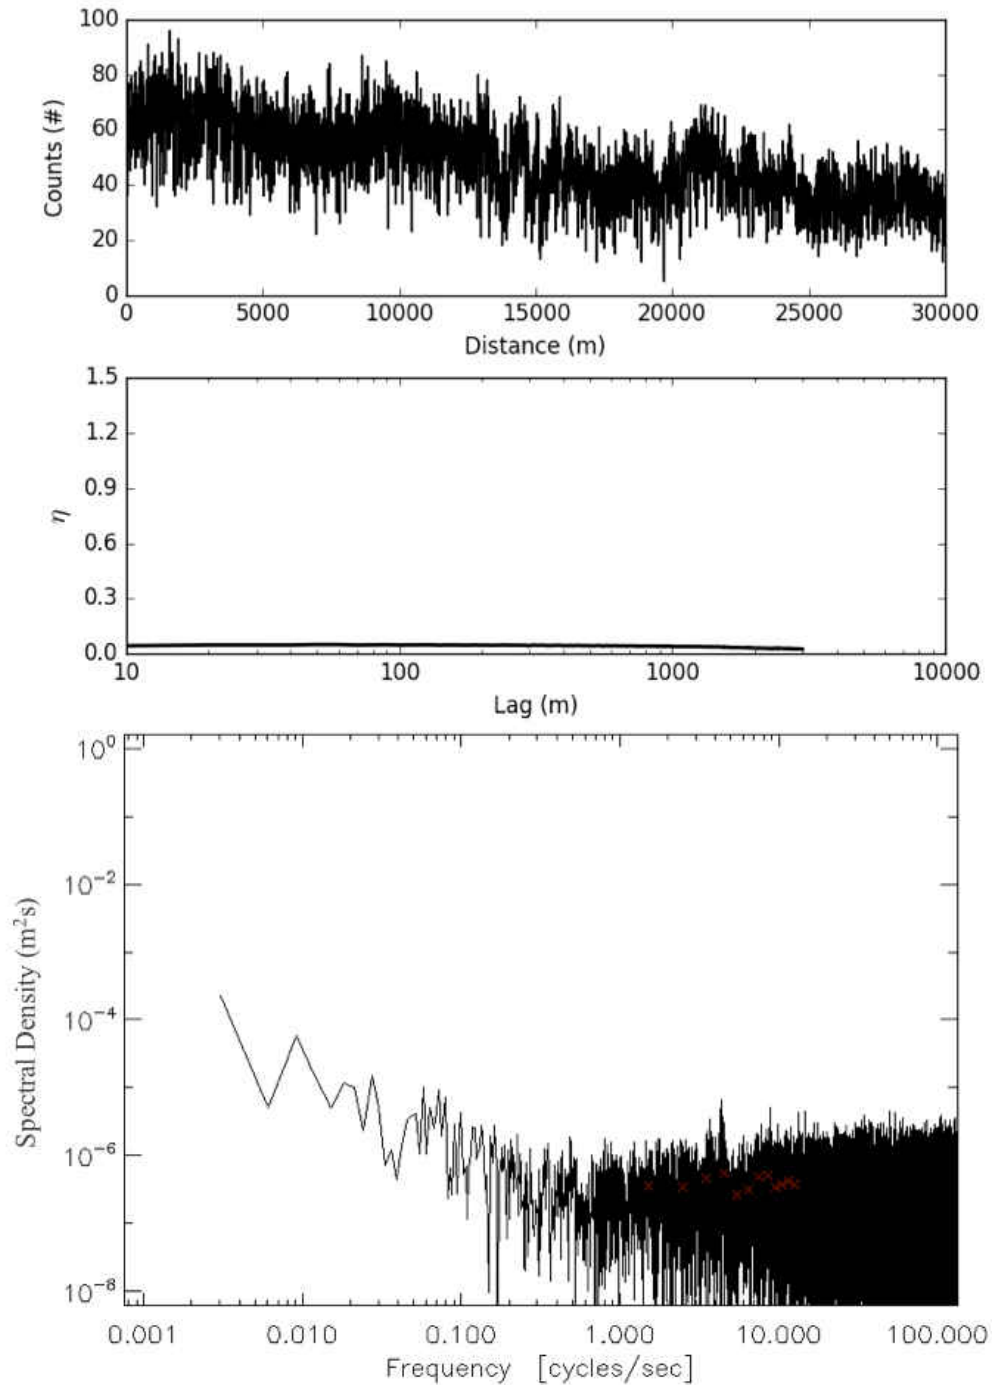 100
80
60
40
20
0
Counts (#)
0 5000 10000 15000 20000 25000 30000
Distance (m)
1.5
1.2
0.9
0.6
0.3
0.0
η
10 100 1000 10000
Lag (m)
10⁰
10⁻²
10⁻⁴
10⁻⁶
10⁻⁸
Spectral Density (m²s)
0.001 0.010 0.100 1.000 10.000 100.000
Frequency [cycles/sec]